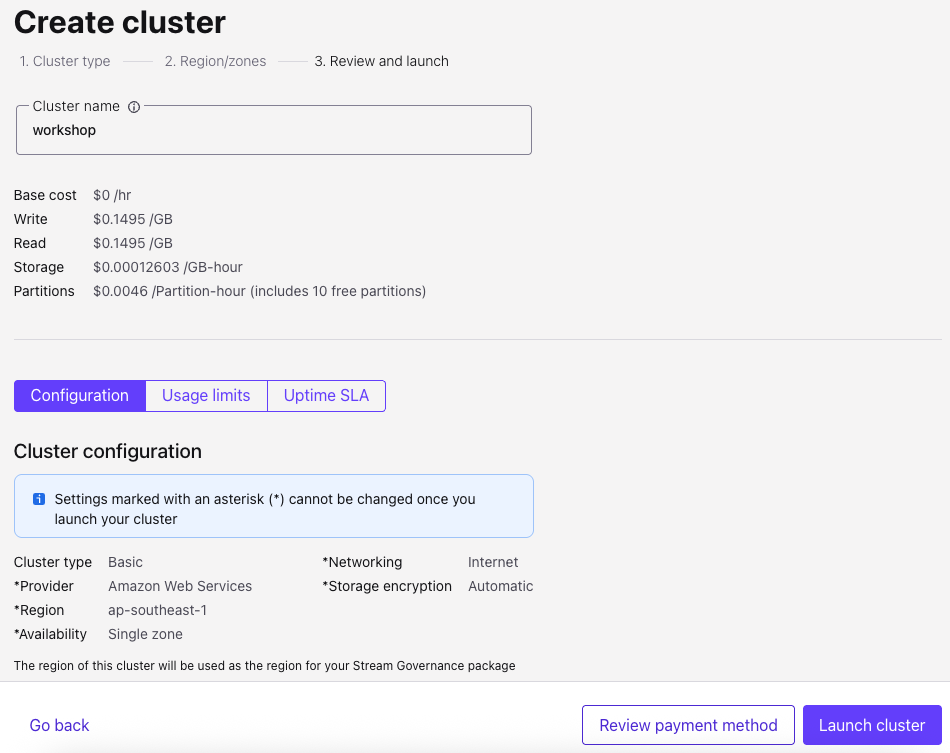 Create cluster
1. Cluster type 2. Region/zones 3. Review and launch
Cluster name
workshop
Base cost $0 /hr
Write $0.1495 /GB
Read $0.1495 /GB
Storage $0.00012603 /GB-hour
Partitions $0.0046 /Partition-hour (includes 10 free partitions)
Configuration Usage limits Uptime SLA
Cluster configuration
Settings marked with an asterisk (*) cannot be changed once you
launch your cluster
Cluster type Basic *Networking Internet
*Provider Amazon Web Services *Storage encryption Automatic
*Region ap-southeast-1
*Availability Single zone
The region of this cluster will be used as the region for your Stream Governance package
Go back Review payment method Launch cluster